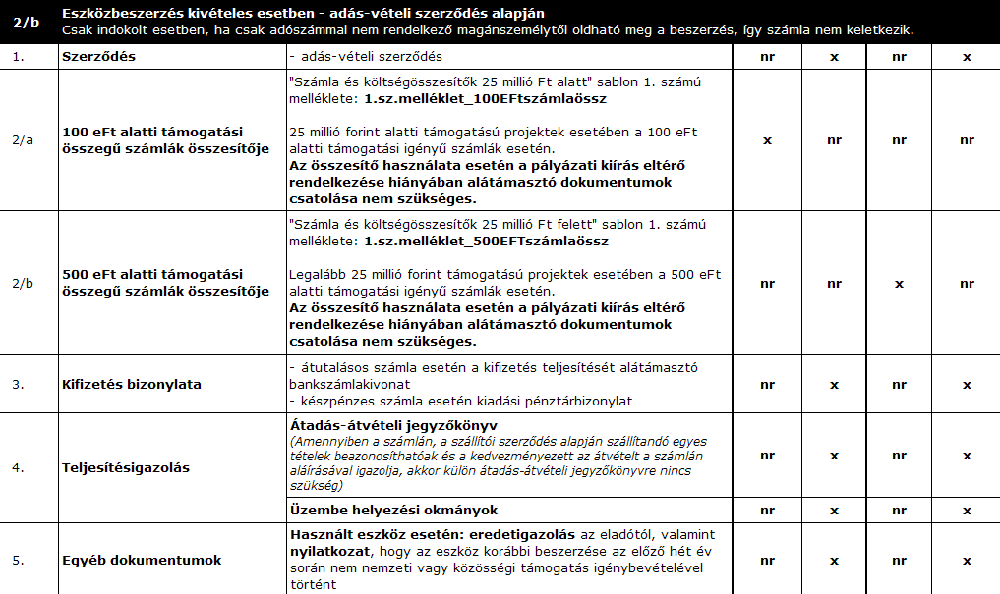 2/b
Eszközbeszerzés kivételes esetben - adás-vételi szerződés alapján
Csak indokolt esetben, ha csak adószámmal nem rendelkező magánszemélytől oldható meg a beszerzés, így számla nem keletkezik.
1.
Szerződés
- adás-vételi szerződés
nr x nr x
2/a
100 eFt alatti támogatási
összegű számlák összesítője
"Számla és költségösszesítők 25 millió Ft alatt" sablon 1. számú
melléklete: 1.sz.melléklet_100EFtszámlaössz
25 millió forint alatti támogatású projektek esetében a 100 eFt
alatti támogatási igényű számlák esetén.
Az összesítő használata esetén a pályázati kiírás eltérő
rendelkezése hiányában alátámasztó dokumentumok
csatolása nem szükséges.
x nr nr nr
2/b
500 eFt alatti támogatási
összegű számlák összesítője
"Számla és költségösszesítők 25 millió Ft felett" sablon 1. számú
melléklete: 1.sz.melléklet_500EFTszámlaössz
Legalább 25 millió forint támogatású projektek esetében a 500 eFt
alatti támogatási igényű számlák esetén.
Az összesítő használata esetén a pályázati kiírás eltérő
rendelkezése hiányában alátámasztó dokumentumok
csatolása nem szükséges.
nr nr x nr
3.
Kifizetés bizonylata
- átutalásos számla esetén a kifizetés teljesítését alátámasztó
bankszámlakivonat
- készpénzes számla esetén kiadási pénztárbizonylat
nr x nr x
4.
Teljesítésigazolás
Átadás-átvételi jegyzőkönyv
(Amennyiben a számlán, a szállítói szerződés alapján szállítandó egyes
tételek beazonosíthatóak és a kedvezményezett az átvételt a számlán
aláírásával igazolja, akkor külön átadás-átvételi jegyzőkönyvre nincs
szükség)
nr x nr x
Üzembe helyezési okmányok
nr x nr x
5.
Egyéb dokumentumok
Használt eszköz esetén: eredetigazolás az eladótól, valamint
nyilatkozat, hogy az eszköz korábbi beszerzése az előző hét év
során nem nemzeti vagy közösségi támogatás igénybevételével
történt
nr x nr x